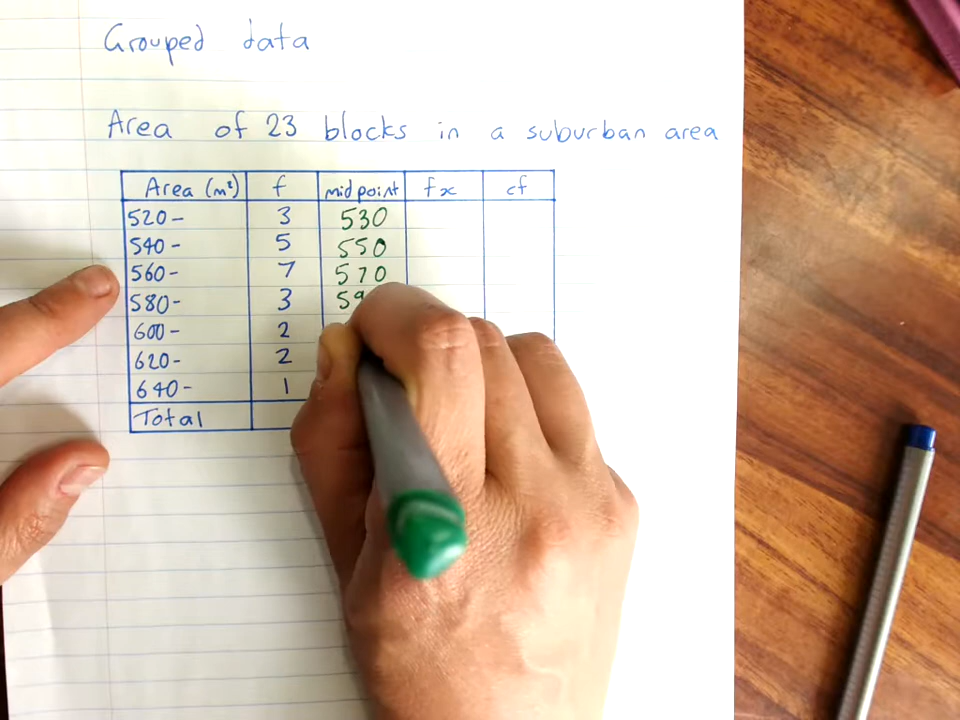 Grouped data
Area of 23 blocks in a suburban area
Area (m²) f midpoint fx cf
520- 3 530
540- 5 550
560- 7 570
580- 3
600- 2
620- 2
640- 1
Total